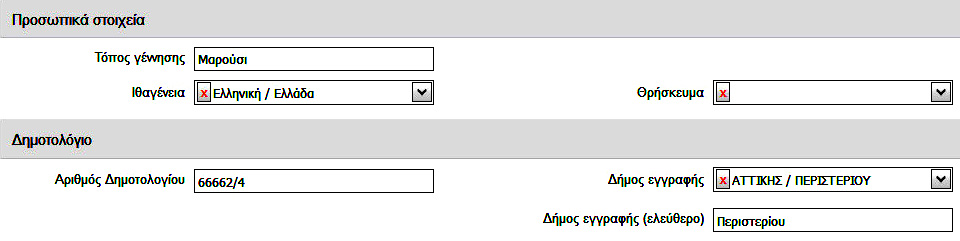 Προσωπικά στοιχεία
Τόπος γέννησης Μαρούσι
Ιθαγένεια x Ελληνική / Ελλάδα Θρήσκευμα x
Δημοτολόγιο
Αριθμός Δημοτολογίου 66662/4 Δήμος εγγραφής x ΑΤΤΙΚΗΣ / ΠΕΡΙΣΤΕΡΙΟΥ
Δήμος εγγραφής (ελεύθερο) Περιστερίου